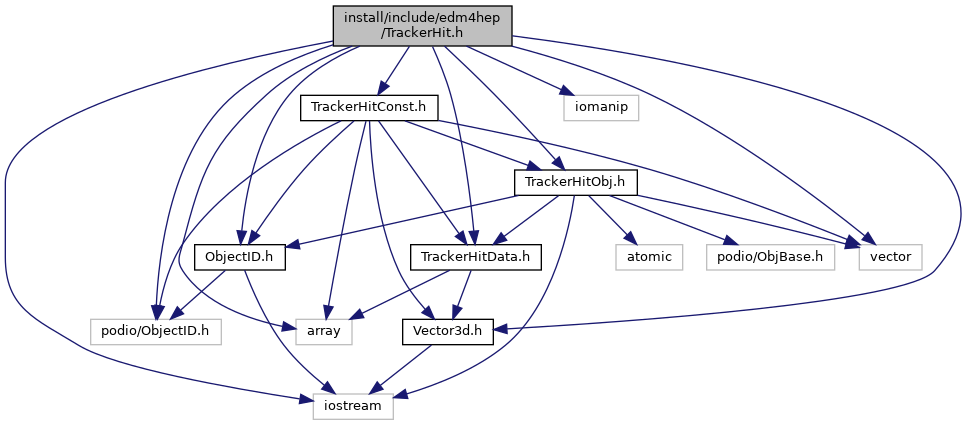 install/include/edm4hep
/TrackerHit.h
TrackerHitConst.h
iomanip
TrackerHitObj.h
ObjectID.h
TrackerHitData.h
atomic
podio/ObjBase.h
vector
podio/ObjectID.h
array
Vector3d.h
iostream